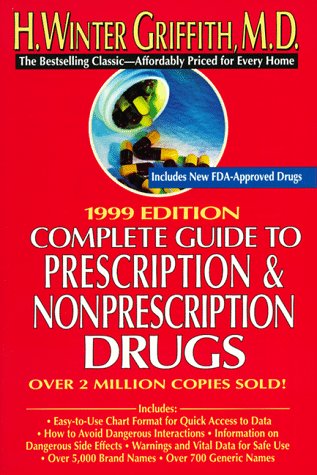 H. WINTER GRIFFITH, M.D.
The Bestselling Classic—Affordably Priced for Every Home
Includes New FDA-Approved Drugs
1999 EDITION
COMPLETE GUIDE TO
PRESCRIPTION &
NONPRESCRIPTION
DRUGS
OVER 2 MILLION COPIES SOLD!
Includes:
• Easy-to-Use Chart Format for Quick Access to Data
• How to Avoid Dangerous Interactions • Information on
Dangerous Side Effects • Warnings and Vital Data for Safe Use
• Over 5,000 Brand Names • Over 700 Generic Names